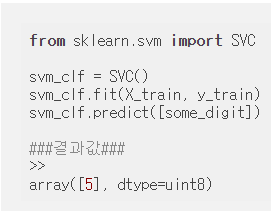 from sklearn.svm import SVC
svm_clf = SVC()
svm_clf.fit(X_train, y_train)
svm_clf.predict([some_digit])
###결과값###
>>
array([5], dtype=uint8)